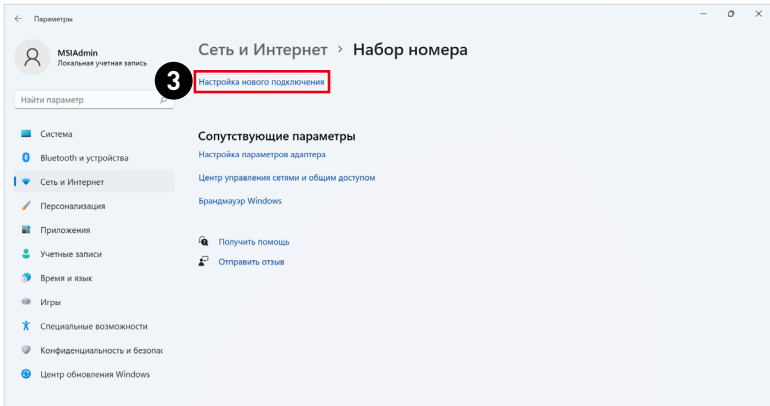 Параметры
MSIAdmin
Локальная учетная запись
Найти параметр
Система
Bluetooth и устройства
Сеть и Интернет
Персонализация
Приложения
Учетные записи
Время и язык
Игры
Специальные возможности
Конфиденциальность и безопас
Центр обновления Windows
Сеть и Интернет > Набор номера
3
Настройка нового подключения
Сопутствующие параметры
Настройка параметров адаптера
Центр управления сетями и общим доступом
Брандмауэр Windows
Получить помощь
Отправить отзыв